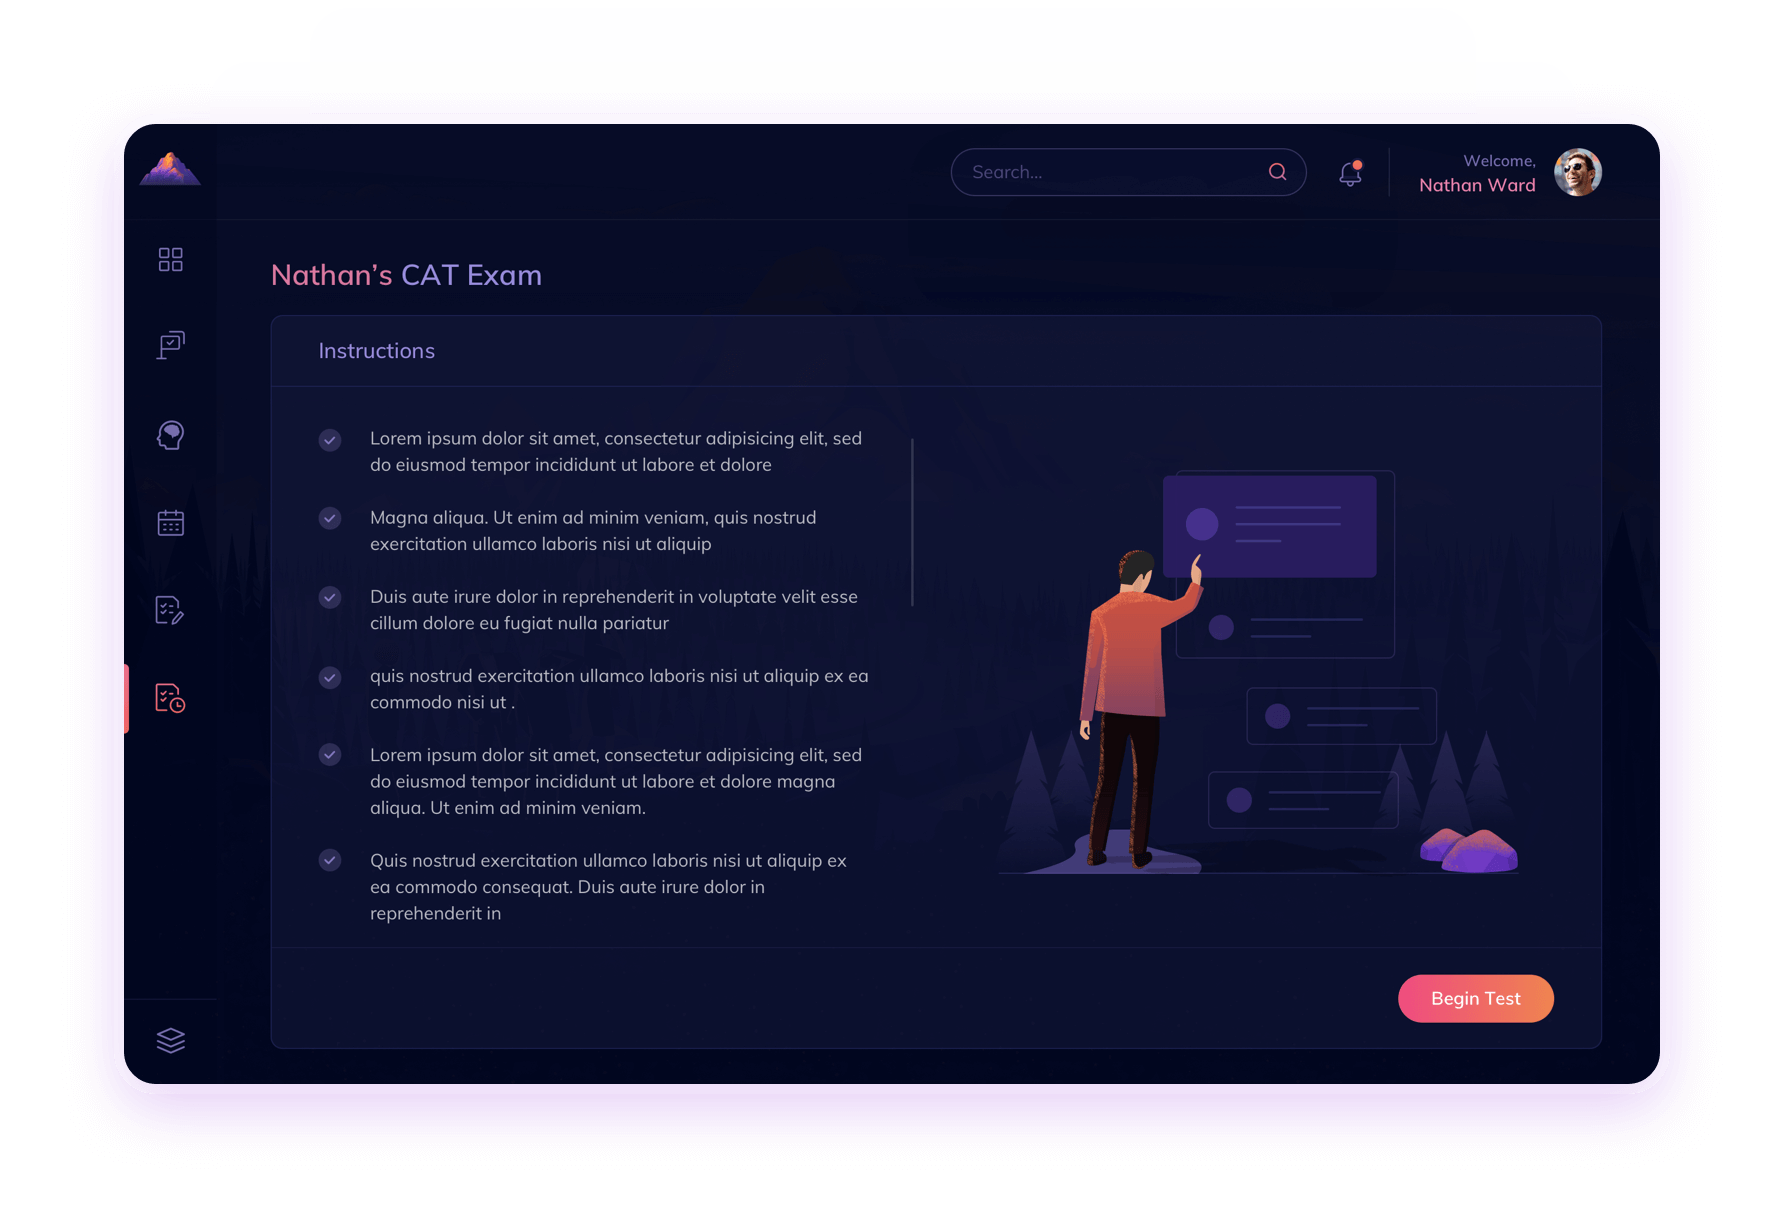 Search...
Welcome,
Nathan Ward
Nathan’s CAT Exam
Instructions
Lorem ipsum dolor sit amet, consectetur adipisicing elit, sed
do eiusmod tempor incididunt ut labore et dolore
Magna aliqua. Ut enim ad minim veniam, quis nostrud
exercitation ullamco laboris nisi ut aliquip
Duis aute irure dolor in reprehenderit in voluptate velit esse
cillum dolore eu fugiat nulla pariatur
quis nostrud exercitation ullamco laboris nisi ut aliquip ex ea
commodo nisi ut .
Lorem ipsum dolor sit amet, consectetur adipisicing elit, sed
do eiusmod tempor incididunt ut labore et dolore magna
aliqua. Ut enim ad minim veniam.
Quis nostrud exercitation ullamco laboris nisi ut aliquip ex
ea commodo consequat. Duis aute irure dolor in
reprehenderit in
Begin Test